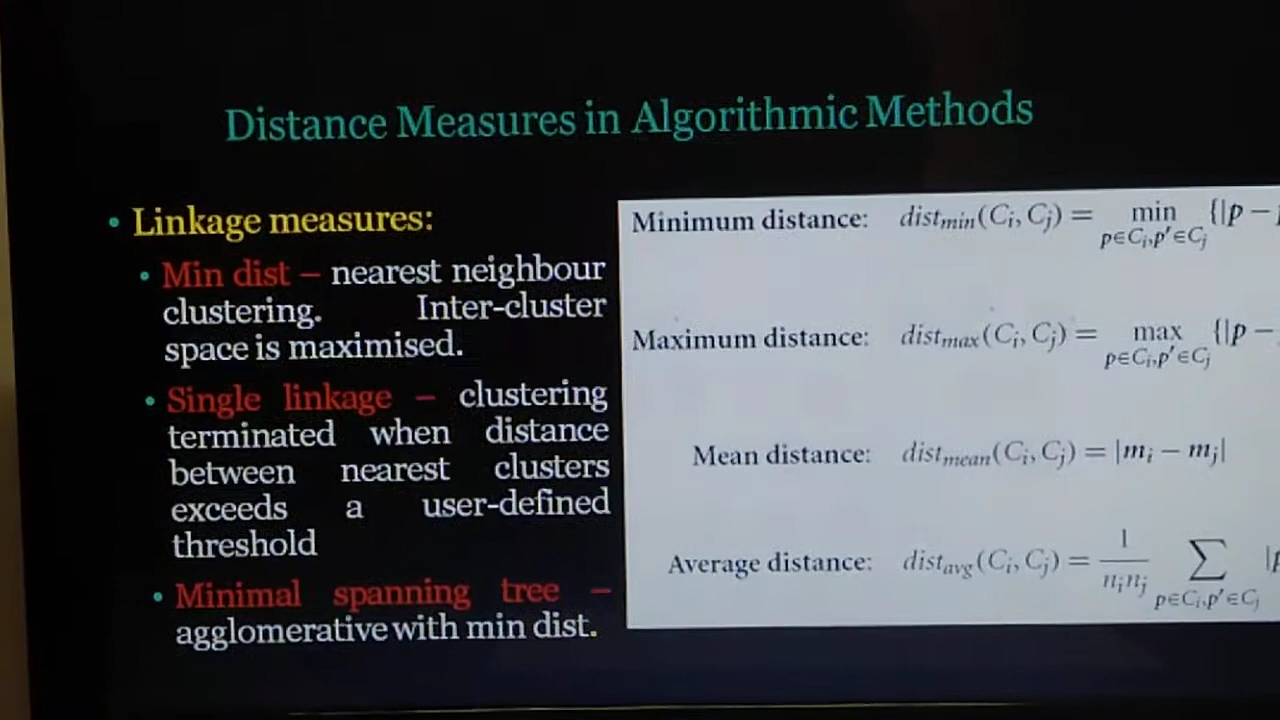 Distance Measures in Algorithmic Methods
• Linkage measures:
• Min dist – nearest neighbour
clustering. Inter-cluster
space is maximised.
• Single linkage – clustering
terminated when distance
between nearest clusters
exceeds a user-defined
threshold
• Minimal spanning tree –
agglomerative with min dist.
Minimum distance: dist_min(C_i, C_j) = min {|p –
p∈C_i,p'∈C_j
Maximum distance: dist_max(C_i, C_j) = max {|p –
p∈C_i,p'∈C_j
Mean distance: dist_mean(C_i, C_j) = |m_i – m_j|
Average distance: dist_avg(C_i, C_j) = 1/n_i n_j ∑ |p
p∈C_i,p'∈C_j